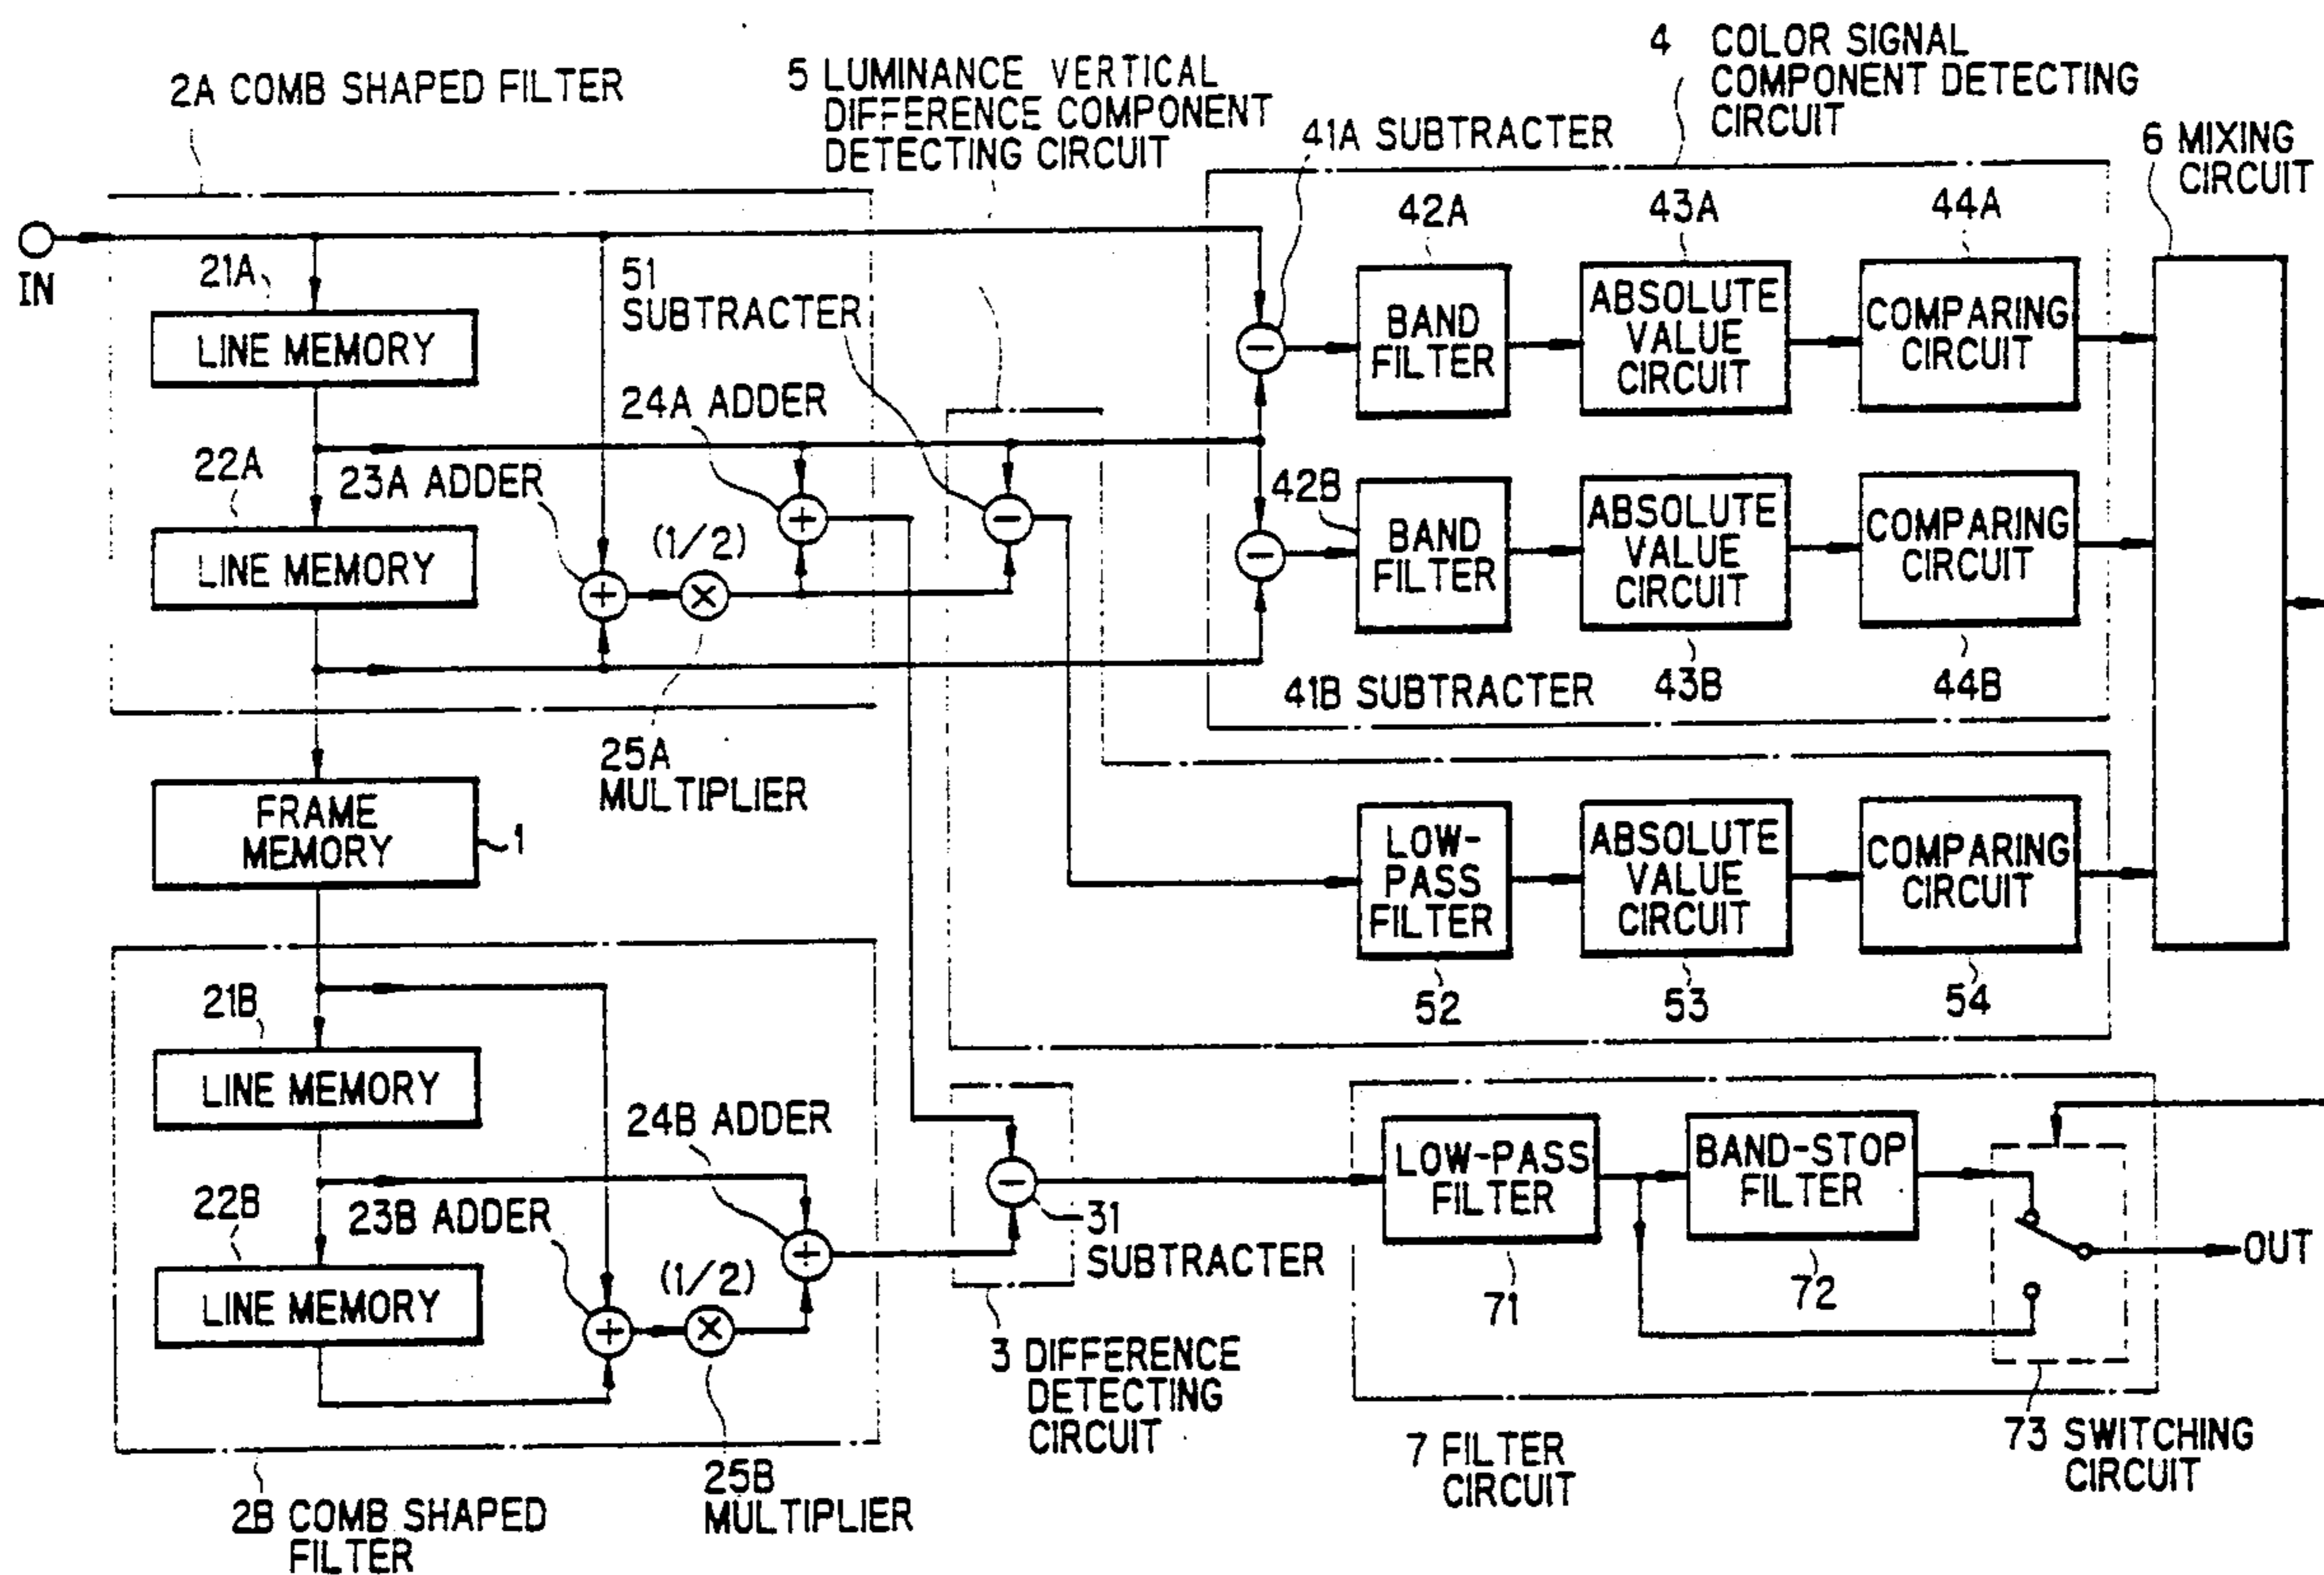 2A COMB SHAPED FILTER
5 LUMINANCE VERTICAL
DIFFERENCE COMPONENT
DETECTING CIRCUIT
4 COLOR SIGNAL
COMPONENT DETECTING
CIRCUIT
41A SUBTRACTER
6 MIXING
CIRCUIT
IN
21A
LINE MEMORY
51
SUBTRACTER
42A
43A
44A
BAND
FILTER
ABSOLUTE
VALUE
CIRCUIT
COMPARING
CIRCUIT
24A ADDER
22A
23A ADDER
LINE MEMORY
(1/2)
+
×
+
−
−
−
42B
BAND
FILTER
ABSOLUTE
VALUE
CIRCUIT
COMPARING
CIRCUIT
41B SUBTRACTER
43B
44B
25A
MULTIPLIER
FRAME
MEMORY
1
LOW-
PASS
FILTER
ABSOLUTE
VALUE
CIRCUIT
COMPARING
CIRCUIT
52
53
54
21B
LINE MEMORY
24B ADDER
22B
23B ADDER
LINE MEMORY
(1/2)
+
×
+
−
31
SUBTRACTER
LOW-PASS
FILTER
BAND-STOP
FILTER
71
72
OUT
3 DIFFERENCE
DETECTING
CIRCUIT
7 FILTER
CIRCUIT
73 SWITCHING
CIRCUIT
25B
MULTIPLIER
2B COMB SHAPED
FILTER